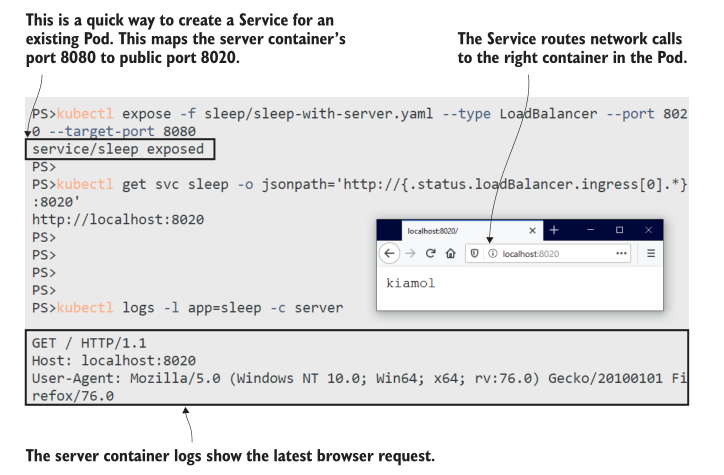 This is a quick way to create a Service for an
existing Pod. This maps the server container's
port 8080 to public port 8020.
The Service routes network calls
to the right container in the Pod.
PS>kubectl expose -f sleep/sleep-with-server.yaml --type LoadBalancer --port 802
0 --target-port 8080
service/sleep exposed
PS>
PS>kubectl get svc sleep -o jsonpath='http://{.status.loadBalancer.ingress[0].*}
:8020'
http://localhost:8020
PS>
PS>
PS>
PS>
PS>kubectl logs -l app=sleep -c server
localhost:8020/
localhost:8020
kiamol
GET / HTTP/1.1
Host: localhost:8020
User-Agent: Mozilla/5.0 (Windows NT 10.0; Win64; x64; rv:76.0) Gecko/20100101 Fi
refox/76.0
The server container logs show the latest browser request.